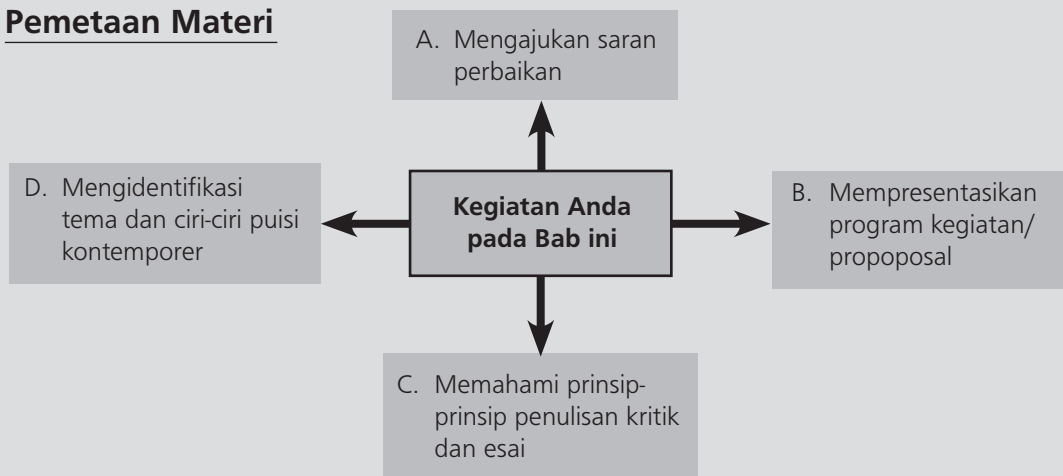 Pemetaan Materi
A. Mengajukan saran
perbaikan
D. Mengidentifikasi
tema dan ciri-ciri puisi
kontemporer
Kegiatan Anda
pada Bab ini
B. Mempresentasikan
program kegiatan/
propoposal
C. Memahami prinsip-
prinsip penulisan kritik
dan esai